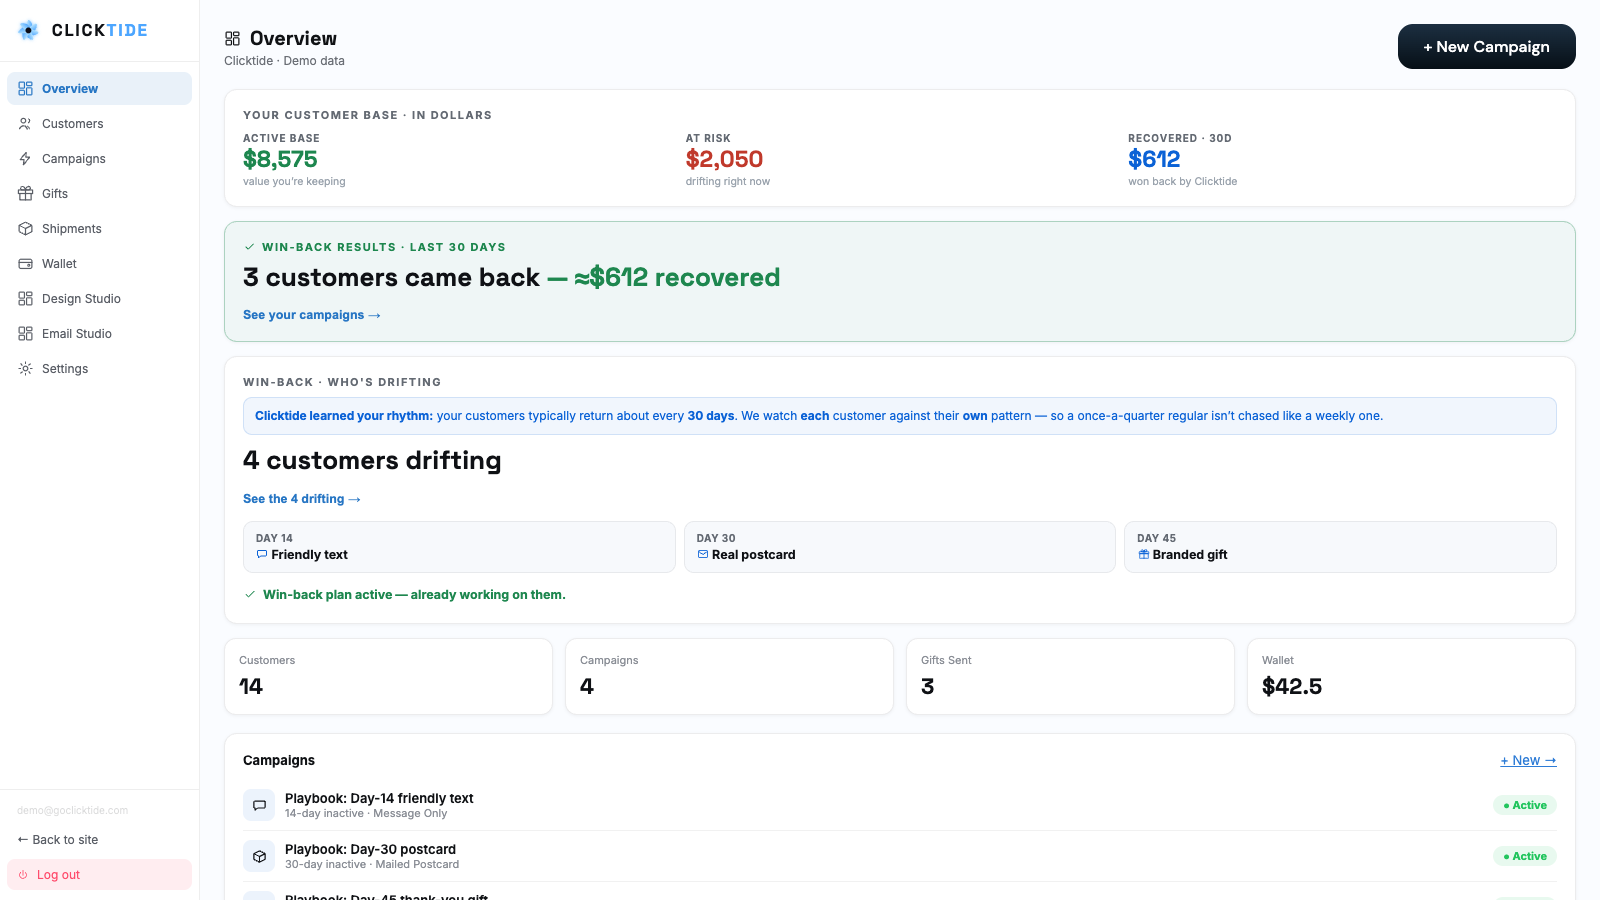 CLICKTIDE
Overview
Customers
Campaigns
Gifts
Shipments
Wallet
Design Studio
Email Studio
Settings
demo@goclicktide.com
← Back to site
Log out
Overview
Clicktide · Demo data
+ New Campaign
YOUR CUSTOMER BASE · IN DOLLARS
ACTIVE BASE
$8,575
value you're keeping
AT RISK
$2,050
drifting right now
RECOVERED · 30D
$612
won back by Clicktide
WIN-BACK RESULTS · LAST 30 DAYS
3 customers came back — ≈$612 recovered
See your campaigns →
WIN-BACK · WHO'S DRIFTING
Clicktide learned your rhythm: your customers typically return about every 30 days. We watch each customer against their own pattern — so a once-a-quarter regular isn't chased like a weekly one.
4 customers drifting
See the 4 drifting →
DAY 14
Friendly text
DAY 30
Real postcard
DAY 45
Branded gift
Win-back plan active — already working on them.
Customers
14
Campaigns
4
Gifts Sent
3
Wallet
$42.5
Campaigns
+ New →
Playbook: Day-14 friendly text
14-day inactive · Message Only
● Active
Playbook: Day-30 postcard
30-day inactive · Mailed Postcard
● Active
Playbook: Day-45 thank-you gift